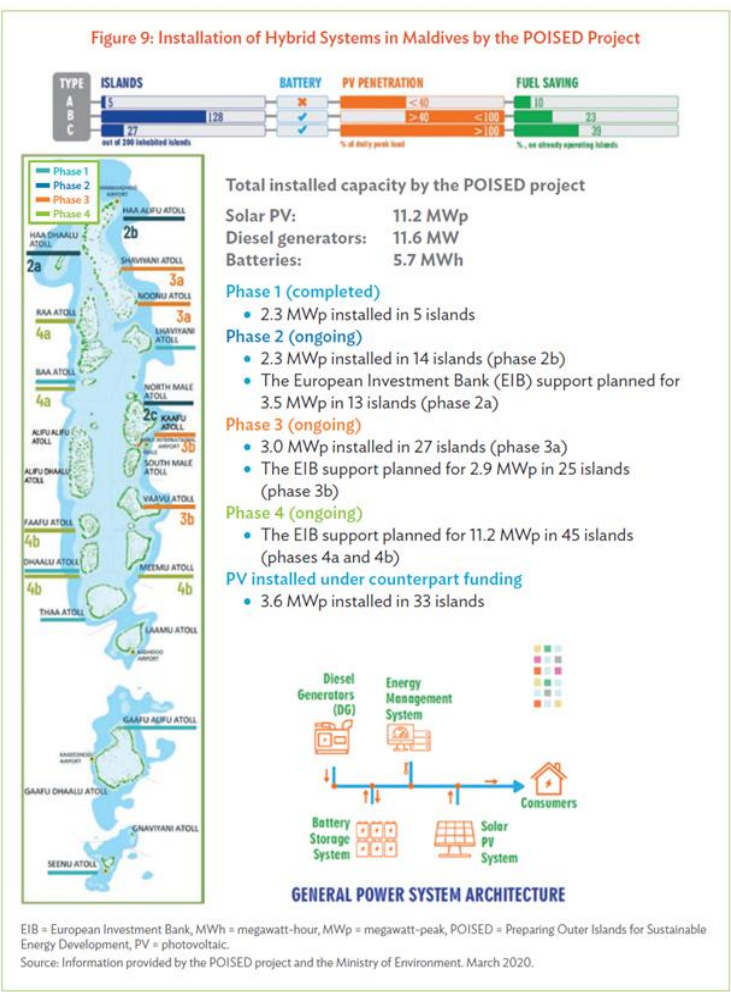 Figure 9: Installation of Hybrid Systems in Maldives by the POISED Project
TYPE ISLANDS BATTERY PV PENETRATION FUEL SAVING
A 5 <40 10
B 128 >40 <100 23
C 27 >100 39
out of 200 inhabited islands % of daily peak load %, on already operating islands
Phase 1
Phase 2
Phase 3
Phase 4
AIRPORT
HAA ALIFU ATOLL
2b
HAA DHAALU
ATOLL
2a
SHAVIYANI ATOLL
3a
NOONU ATOLL
3a
RAA ATOLL
4a
LHAVIYANI
ATOLL
BAA ATOLL
4a
NORTH MALE
ATOLL
2c KAAFU
ATOLL
3b
ALIFU ALIFU
ATOLL
SOUTH MALE
ATOLL
ALIFU DHAALU
ATOLL
VAAVU ATOLL
3b
FAAFU ATOLL
4b
DHAALU ATOLL
4b
MEEMU ATOLL
4b
THAA ATOLL
LAAMU ATOLL
AIRPORT
GAAFU ALIFU ATOLL
AIRPORT
GAAFU DHAALU ATOLL
GNAVIYANI ATOLL
SEENU ATOLL
Total installed capacity by the POISED project
Solar PV: 11.2 MWp
Diesel generators: 11.6 MW
Batteries: 5.7 MWh
Phase 1 (completed)
• 2.3 MWp installed in 5 islands
Phase 2 (ongoing)
• 2.3 MWp installed in 14 islands (phase 2b)
• The European Investment Bank (EIB) support planned for
3.5 MWp in 13 islands (phase 2a)
Phase 3 (ongoing)
• 3.0 MWp installed in 27 islands (phase 3a)
• The EIB support planned for 2.9 MWp in 25 islands
(phase 3b)
Phase 4 (ongoing)
• The EIB support planned for 11.2 MWp in 45 islands
(phases 4a and 4b)
PV installed under counterpart funding
• 3.6 MWp installed in 33 islands
Diesel
Generators
(DG)
Energy
Management
System
Consumers
Battery
Storage
System
Solar
PV
System
GENERAL POWER SYSTEM ARCHITECTURE
EIB = European Investment Bank, MWh = megawatt-hour, MWp = megawatt-peak, POISED = Preparing Outer Islands for Sustainable
Energy Development, PV = photovoltaic.
Source: Information provided by the POISED project and the Ministry of Environment. March 2020.